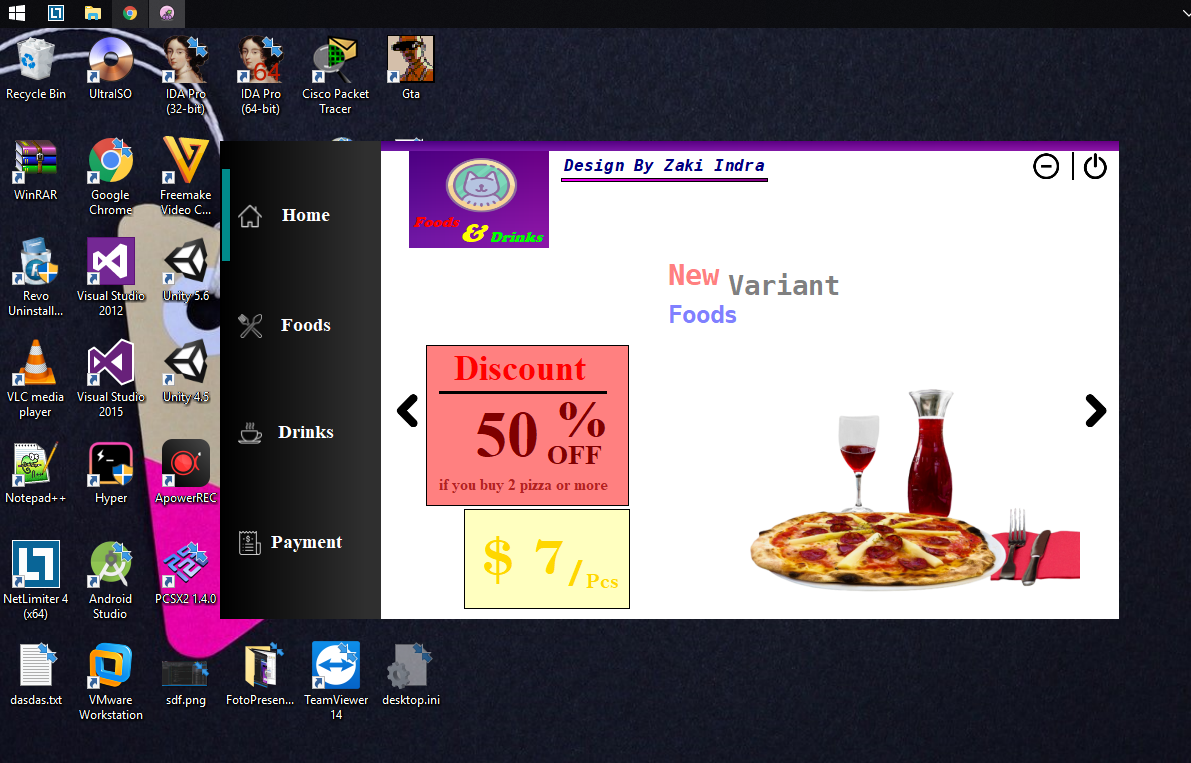 Recycle Bin
UltraISO
IDA Pro
(32-bit)
64
IDA Pro
(64-bit)
Cisco Packet
Tracer
Gta
WinRAR
Google
Chrome
Freemake
Video C...
Revo
Uninstall...
Visual Studio
2012
Unity 5.6
VLC media
player
Visual Studio
2015
Unity 4.6
Notepad++
Hyper
ApowerREC
NetLimiter 4
(x64)
Android
Studio
PCSX2 1.4.0
dasdas.txt
VMware
Workstation
sdf.png
FotoPresen...
TeamViewer
14
desktop.ini
Home
Foods
Drinks
Payment
Foods
&
Drinks
Design By Zaki Indra
New Variant
Foods
Discount
50 %
OFF
if you buy 2 pizza or more
$ 7/Pcs